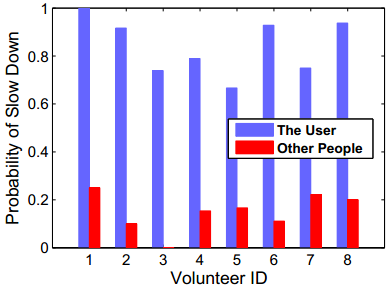 Probability of Slow Down
1
0.8
0.6
0.4
0.2
0
The User
Other People
1 2 3 4 5 6 7 8
Volunteer ID